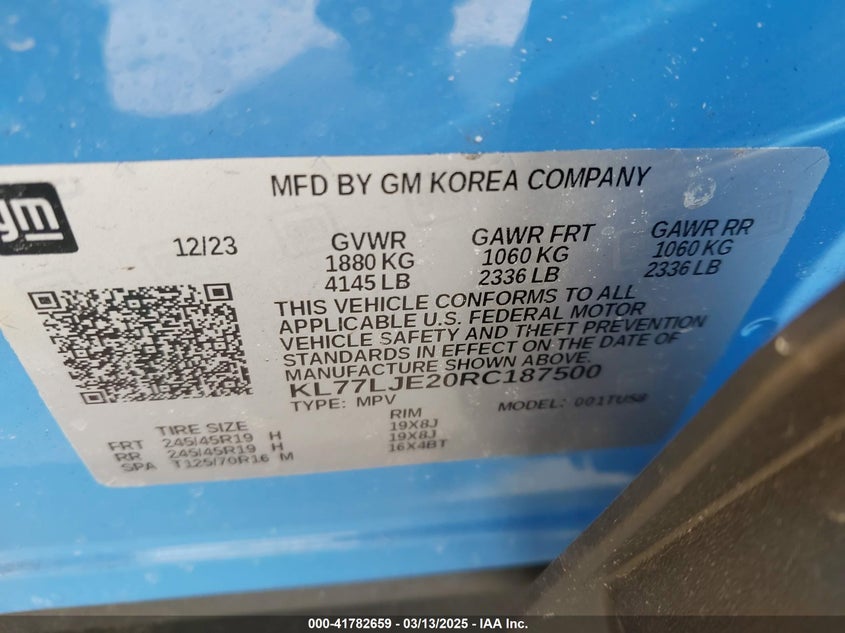 gm
MFD BY GM KOREA COMPANY
12/23
GVWR
1880 KG
4145 LB
GAWR FRT
1060 KG
2336 LB
GAWR RR
1060 KG
2336 LB
THIS VEHICLE CONFORMS TO ALL
APPLICABLE U.S. FEDERAL MOTOR
VEHICLE SAFETY AND THEFT PREVENTION
STANDARDS IN EFFECT ON THE DATE OF
MANUFACTURE SHOWN ABOVE.
KL77LJE20RC187500
TYPE: MPV
MODEL: 001TU58
TIRE SIZE
RIM
FRT 245/45R19 H 19X8J
RR 245/45R19 H 19X8J
SPA T125/70R16 M 16X4BT
000-41782659 - 03/13/2025 - IAA Inc.